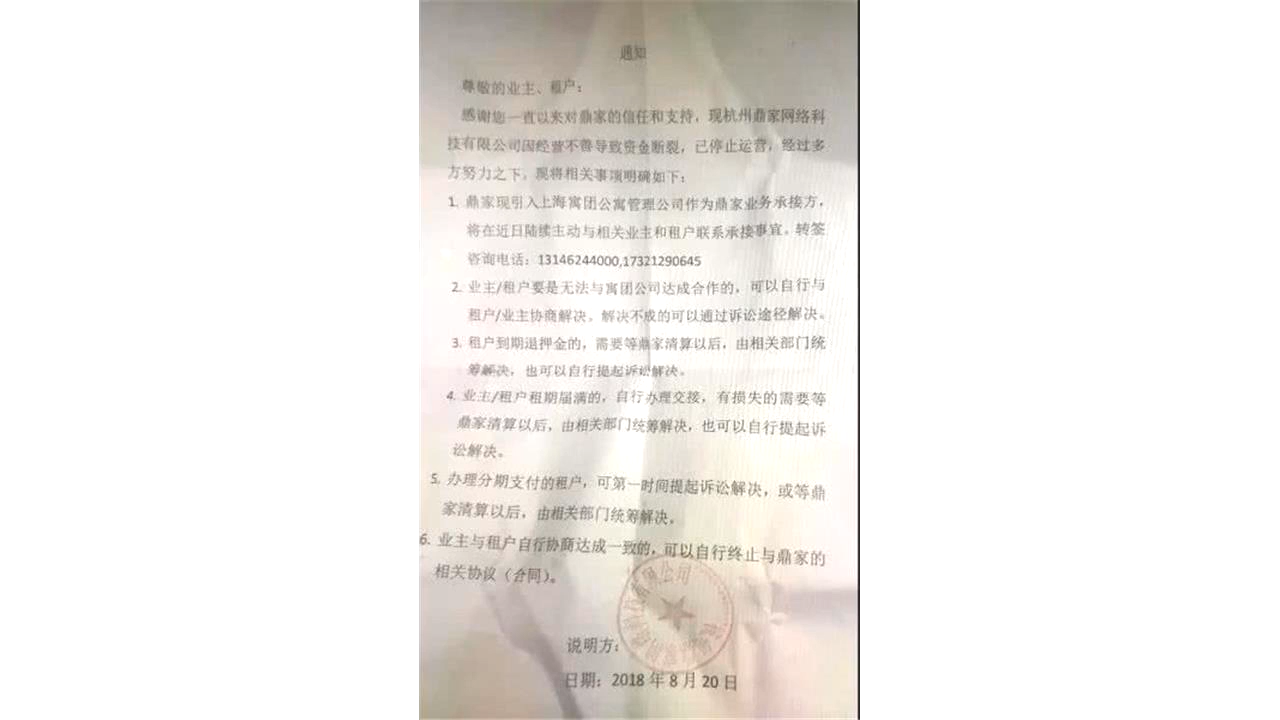 通知
尊敬的业主、租户：
感谢您一直以来对鼎家的信任和支持，现杭州鼎家网络科
技有限公司因经营不善导致资金断裂，已停止运营，经过多
方努力之下，现将相关事项明确如下：
1. 鼎家现引入上海寓团公寓管理公司作为鼎家业务承接方，
将在近日陆续主动与相关业主和租户联系承接事宜。转签
咨询电话：13146244000,17321290645
2. 业主/租户要是无法与寓团公司达成合作的，可以自行与
租户/业主协商解决。解决不成的可以通过诉讼途径解决。
3. 租户到期退押金的，需要等鼎家清算以后，由相关部门统
筹解决，也可以自行提起诉讼解决。
4. 业主/租户租期届满的，自行办理交接，有损失的需要等
鼎家清算以后，由相关部门统筹解决，也可以自行提起诉
讼解决。
5. 办理分期支付的租户，可第一时间提起诉讼解决，或等鼎
家清算以后，由相关部门统筹解决。
6. 业主与租户自行协商达成一致的，可以自行终止与鼎家的
相关协议（合同）。
说明方：
日期：2018 年 8 月 20 日